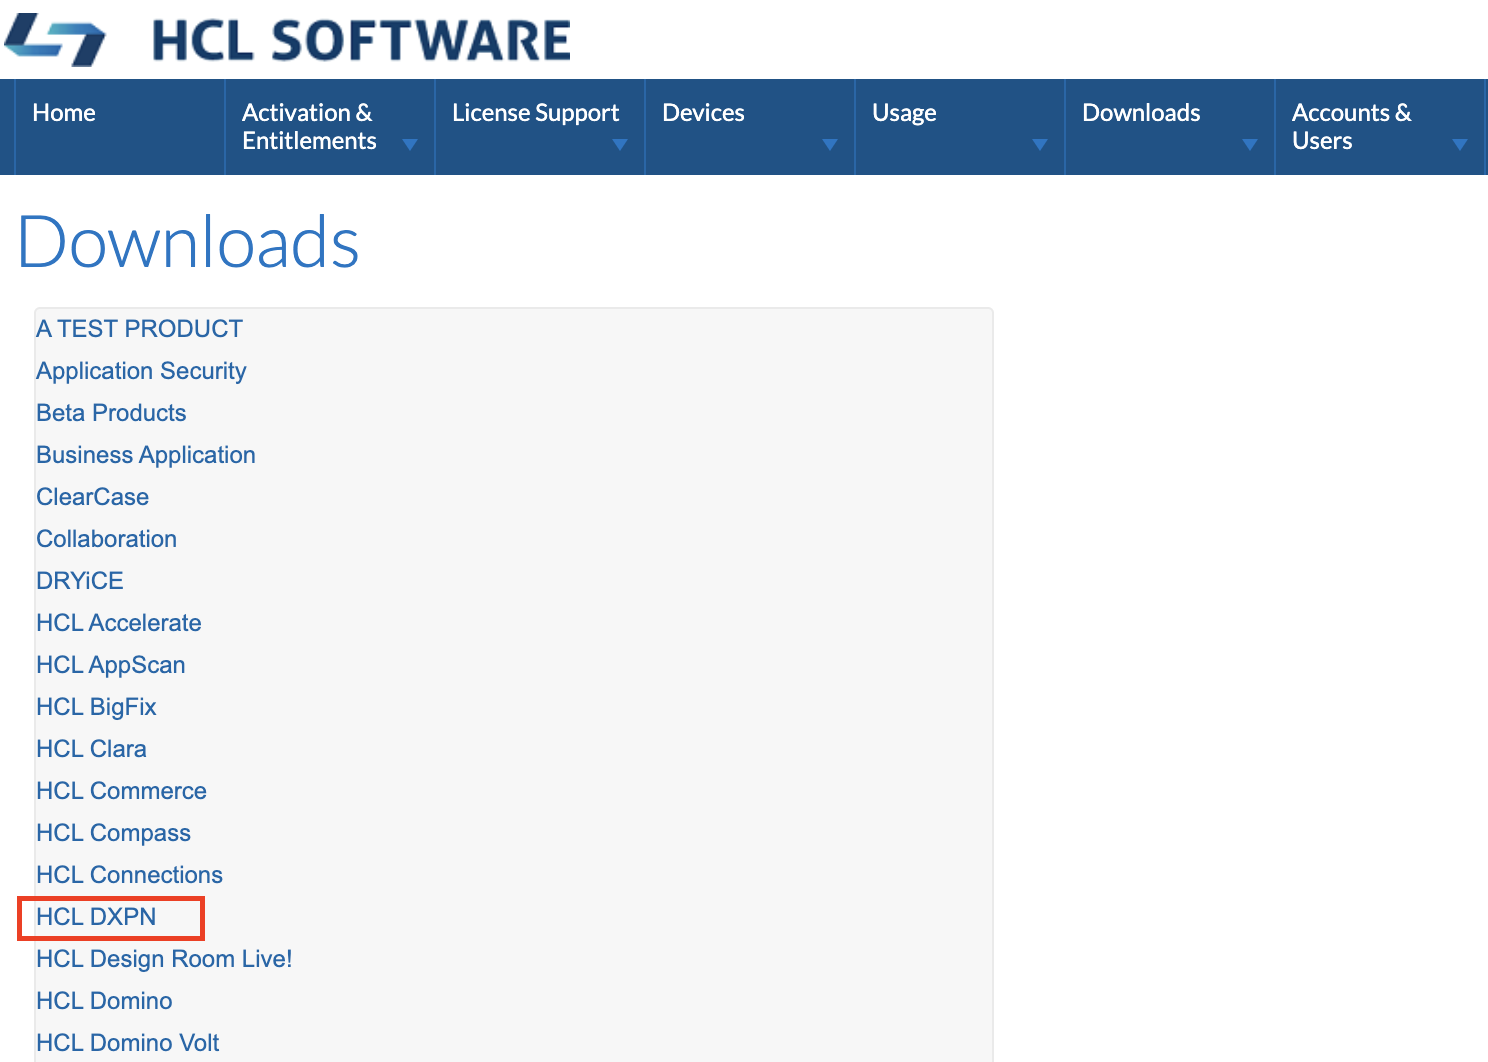 HCL SOFTWARE
Home
Activation &
Entitlements
License Support
Devices
Usage
Downloads
Accounts &
Users
Downloads
A TEST PRODUCT
Application Security
Beta Products
Business Application
ClearCase
Collaboration
DRYiCE
HCL Accelerate
HCL AppScan
HCL BigFix
HCL Clara
HCL Commerce
HCL Compass
HCL Connections
HCL DXPN
HCL Design Room Live!
HCL Domino
HCL Domino Volt